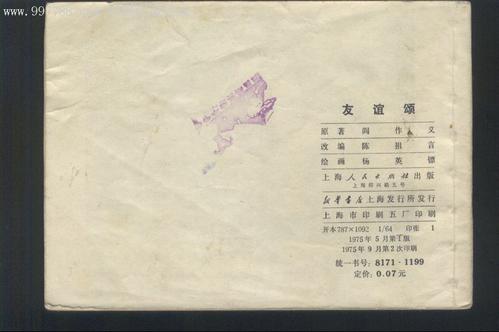 友谊颂
原著 阎作义
改编 陈祖言
绘画 杨英镖
上海人民出版社出版
上海绍兴路五号
新华书店上海发行所发行
上海市印刷五厂印刷
开本787×1092 1/64 印张 1
1975年5月第1版
1975年9月第2次印刷
统一书号：8171·1199
定价：0.07元